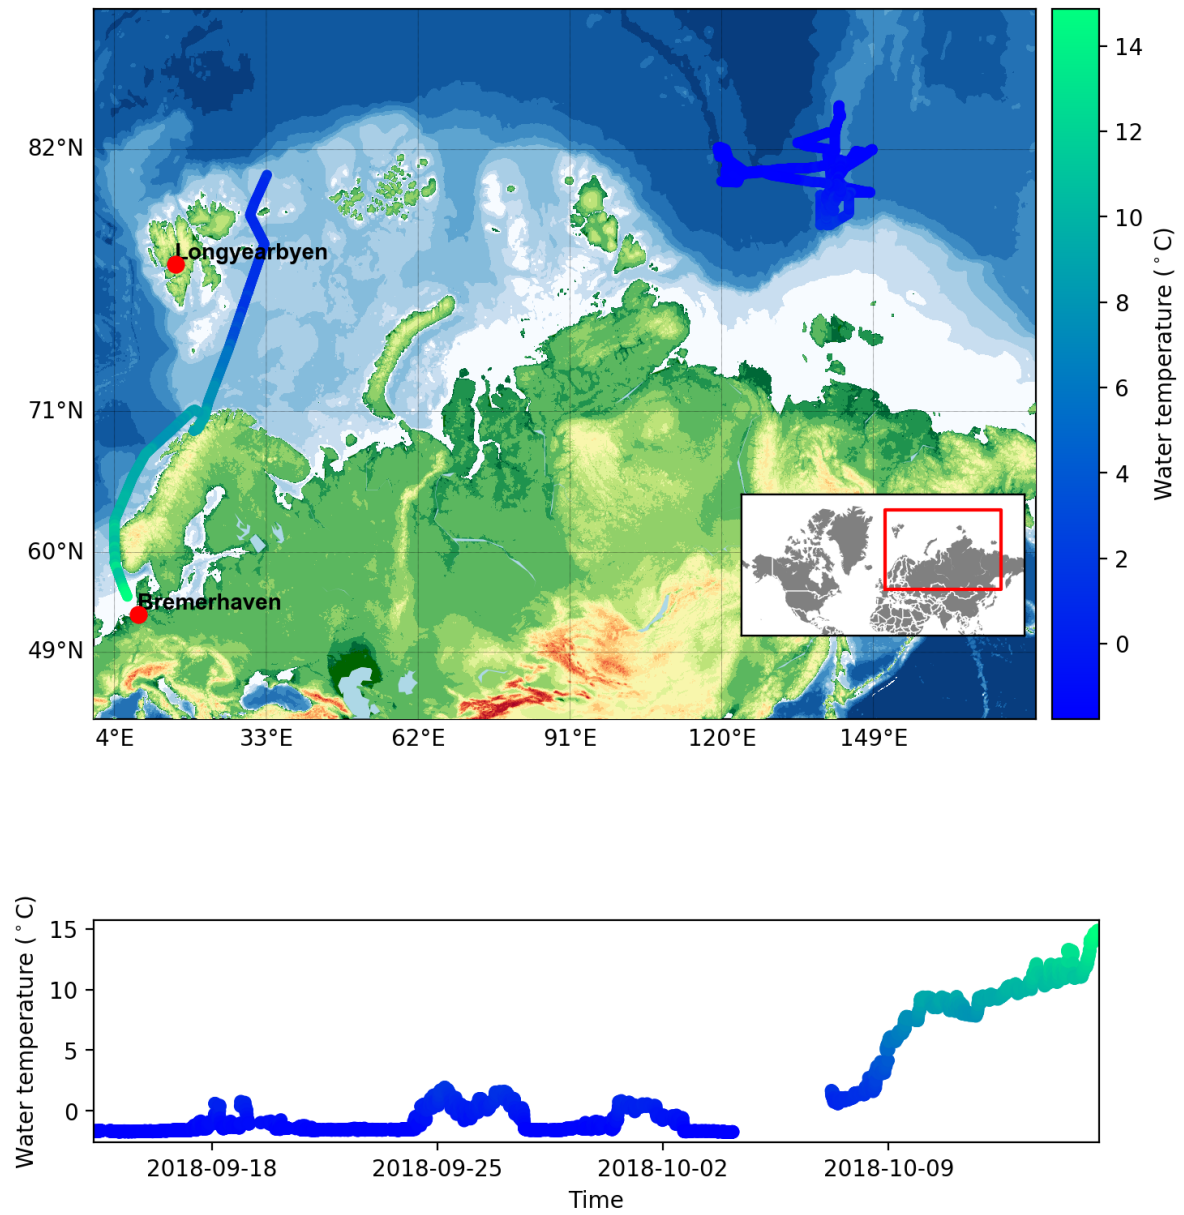 82°N
71°N
60°N
49°N
4°E
33°E
62°E
91°E
120°E
149°E
Longyearbyen
Bremerhaven
14
12
10
8
6
4
2
0
Water temperature (°C)
15
10
5
0
Water temperature (°C)
2018-09-18
2018-09-25
2018-10-02
2018-10-09
Time